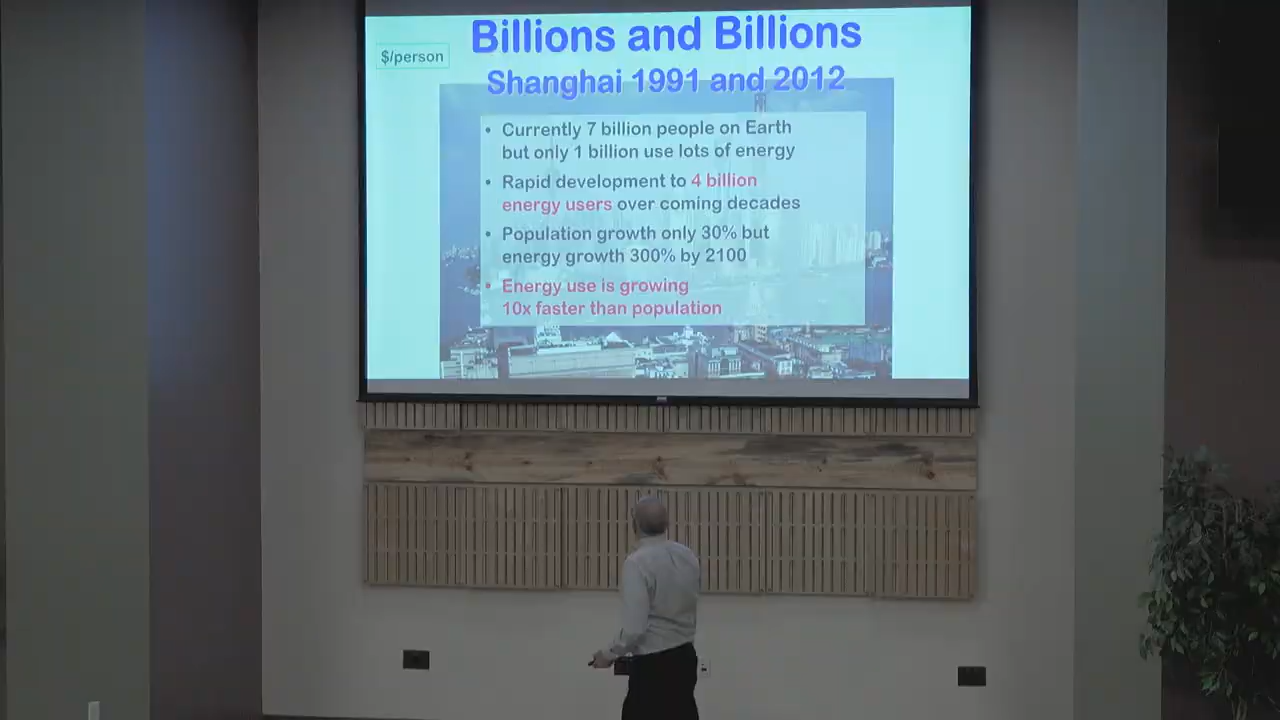 Billions and Billions
$/person
Shanghai 1991 and 2012
• Currently 7 billion people on Earth
but only 1 billion use lots of energy
• Rapid development to 4 billion
energy users over coming decades
• Population growth only 30% but
energy growth 300% by 2100
• Energy use is growing
10x faster than population